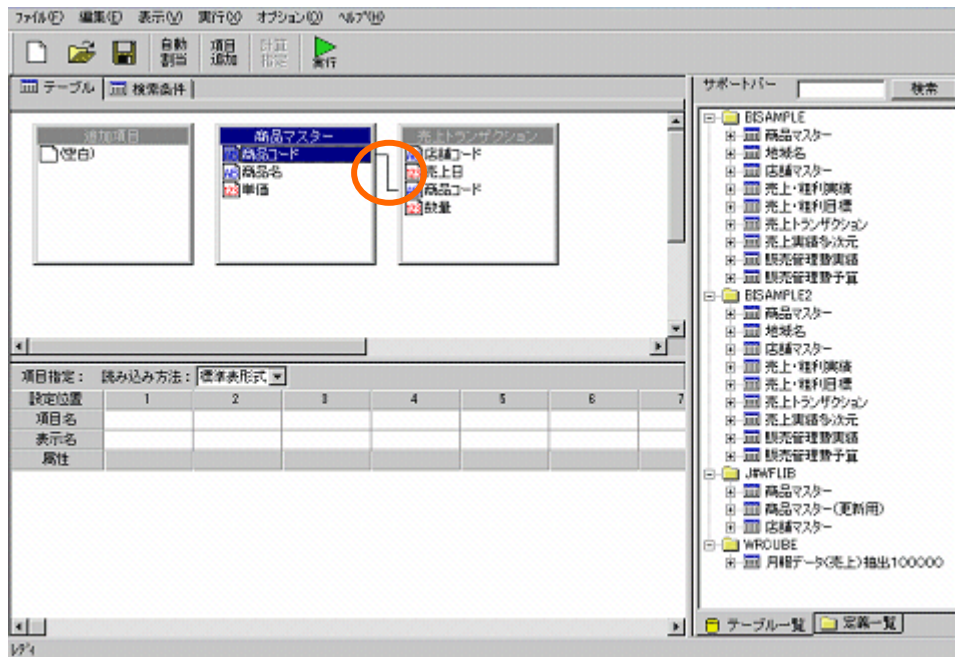 ファイル(F) 編集(E) 表示(V) 実行(X) オプション(O) ヘルプ(H)
自動割当 項目追加 計算指定 実行
テーブル 検索条件
追加項目 商品マスター 売上トランザクション
(空白) 商品コード 店舗コード
商品名 売上日
単価 商品コード
数量
項目指定： 読み込み方法： 標準表形式
設定位置 1 2 3 4 5 6 7
項目名
表示名
属性
サポートバー 検索
BISAMPLE
商品マスター
地域名
店舗マスター
売上・粗利実績
売上・粗利目標
売上トランザクション
売上実績多次元
販売管理費実績
販売管理費予算
BISAMPLE2
商品マスター
地域名
店舗マスター
売上・粗利実績
売上・粗利目標
売上トランザクション
売上実績多次元
販売管理費実績
販売管理費予算
J#WFLIB
商品マスター
商品マスター(更新用)
店舗マスター
WRCUBE
月報データ(売上)抽出100000
テーブル一覧 定義一覧
レディ